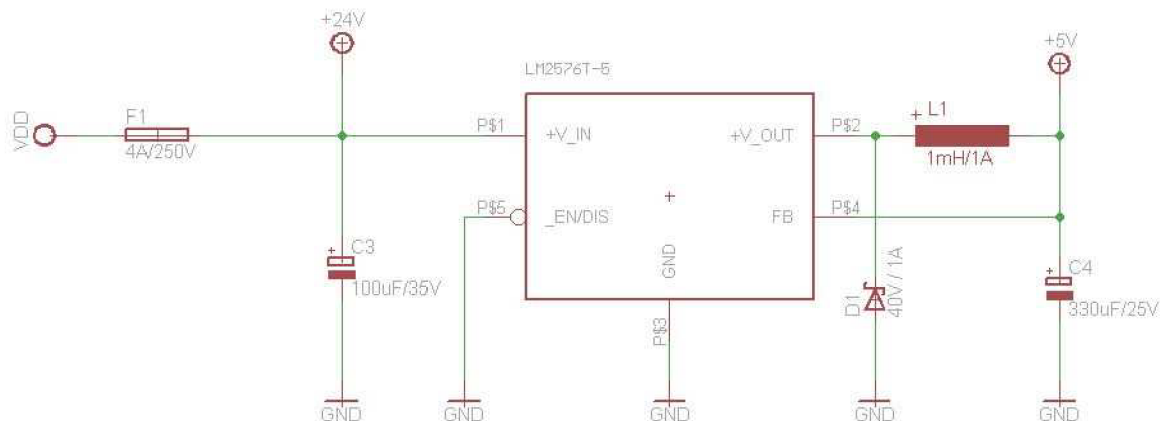 +24V
+5V
LM2576T-5
VDD
F1
4A/250V
P$1
+V_IN
+V_OUT
P$2
L1
1mH/1A
P$5
_EN/DIS
FB
P$4
GND
P$3
C3
100uF/35V
D1
40V / 1A
C4
330uF/25V
GND
GND
GND
GND
GND